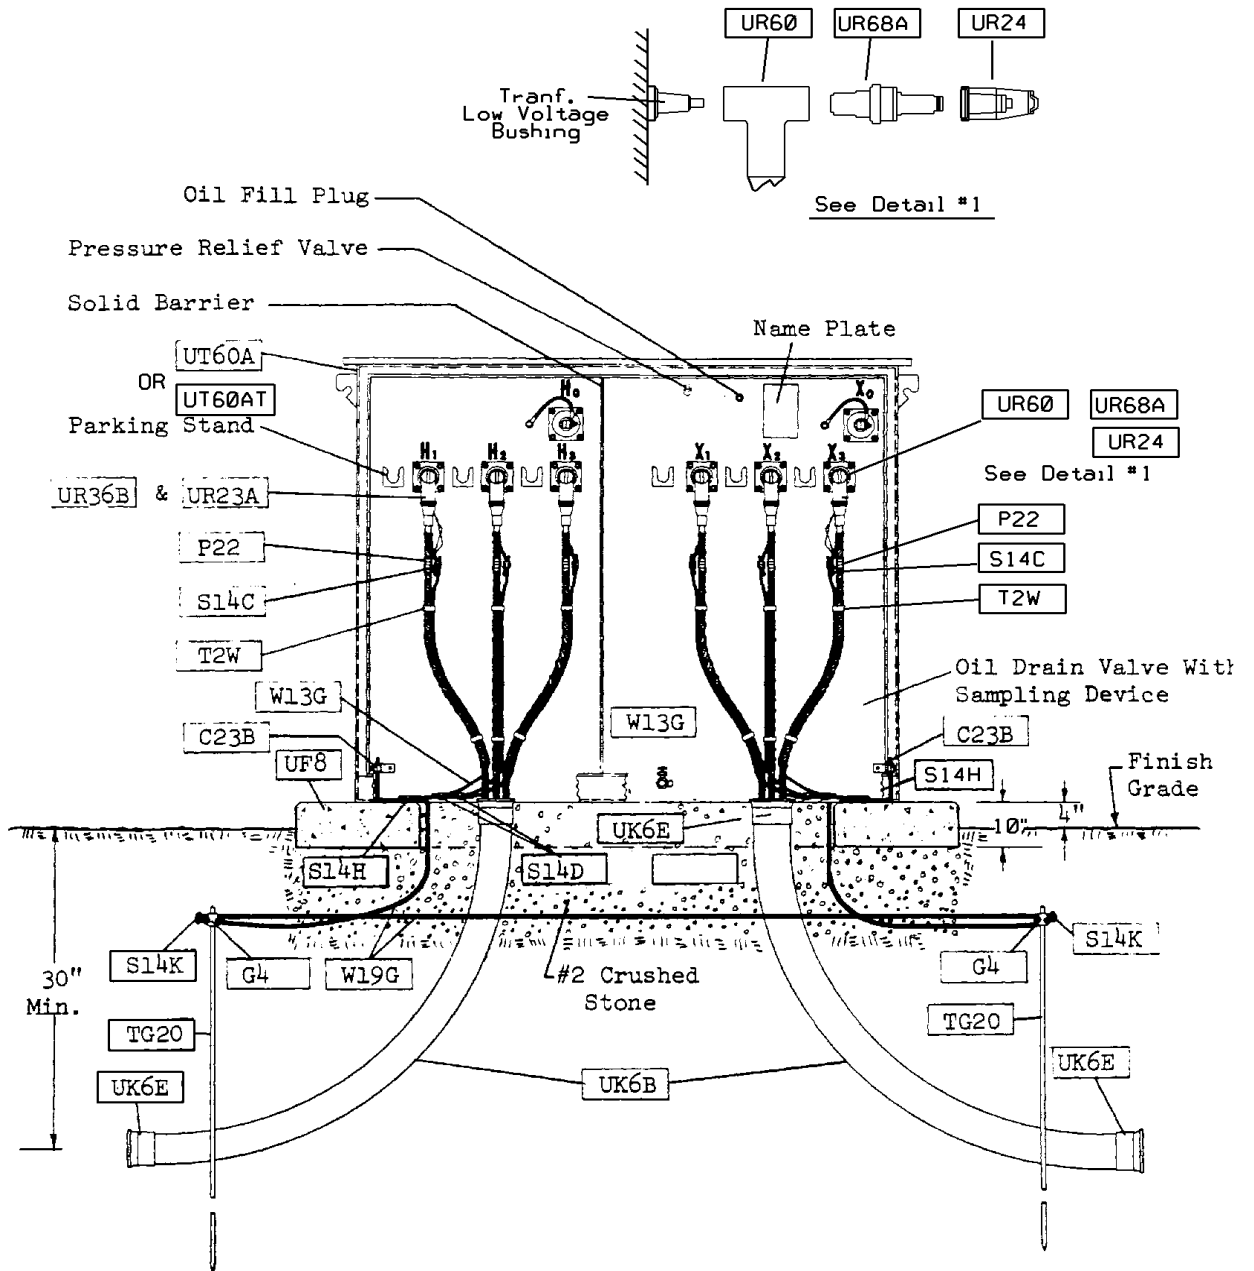 UR60
UR68A
UR24
Tranf.
Low Voltage
Bushing
See Detail #1
Oil Fill Plug
Pressure Relief Valve
Solid Barrier
Name Plate
UT60A
OR
UT60AT
Parking Stand
H0
X0
H1
H2
H3
X1
X2
X3
UR60
UR68A
UR24
See Detail #1
UR36B & UR23A
P22
S14C
T2W
P22
S14C
T2W
W13G
W13G
Oil Drain Valve With
Sampling Device
C23B
C23B
UF8
S14H
Finish
Grade
4"
10"
UK6E
S14H
S14D
S14K
G4
W19G
#2 Crushed
Stone
G4
S14K
30"
Min.
TG20
TG20
UK6E
UK6B
UK6E